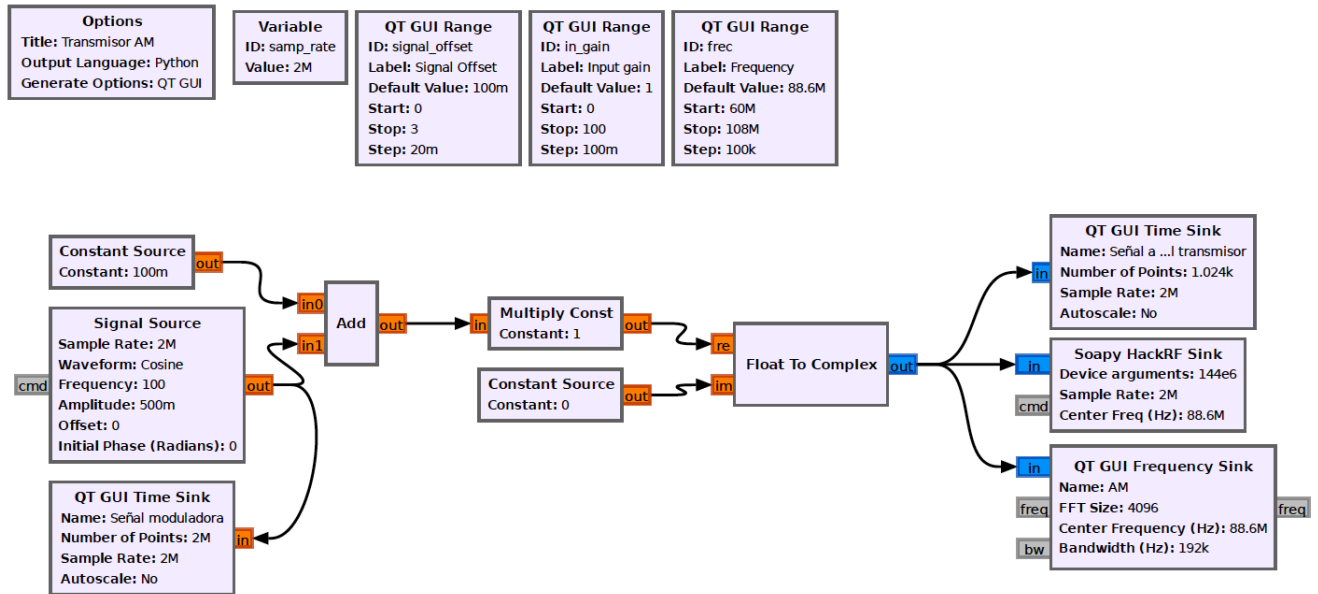 Options
Title: Transmisor AM
Output Language: Python
Generate Options: QT GUI
Variable
ID: samp_rate
Value: 2M
QT GUI Range
ID: signal_offset
Label: Signal Offset
Default Value: 100m
Start: 0
Stop: 3
Step: 20m
QT GUI Range
ID: in_gain
Label: Input gain
Default Value: 1
Start: 0
Stop: 100
Step: 100m
QT GUI Range
ID: frec
Label: Frequency
Default Value: 88.6M
Start: 60M
Stop: 108M
Step: 100k
Constant Source
Constant: 100m
out
Signal Source
Sample Rate: 2M
Waveform: Cosine
Frequency: 100
Amplitude: 500m
Offset: 0
Initial Phase (Radians): 0
cmd
out
QT GUI Time Sink
Name: Señal moduladora
Number of Points: 2M
Sample Rate: 2M
Autoscale: No
in
in0
in1
Add
out
in
Multiply Const
Constant: 1
out
Constant Source
Constant: 0
out
re
im
Float To Complex
out
QT GUI Time Sink
Name: Señal a ...l transmisor
Number of Points: 1.024k
Sample Rate: 2M
Autoscale: No
in
Soapy HackRF Sink
Device arguments: 144e6
Sample Rate: 2M
Center Freq (Hz): 88.6M
in
cmd
QT GUI Frequency Sink
Name: AM
FFT Size: 4096
Center Frequency (Hz): 88.6M
Bandwidth (Hz): 192k
in
freq
bw
freq